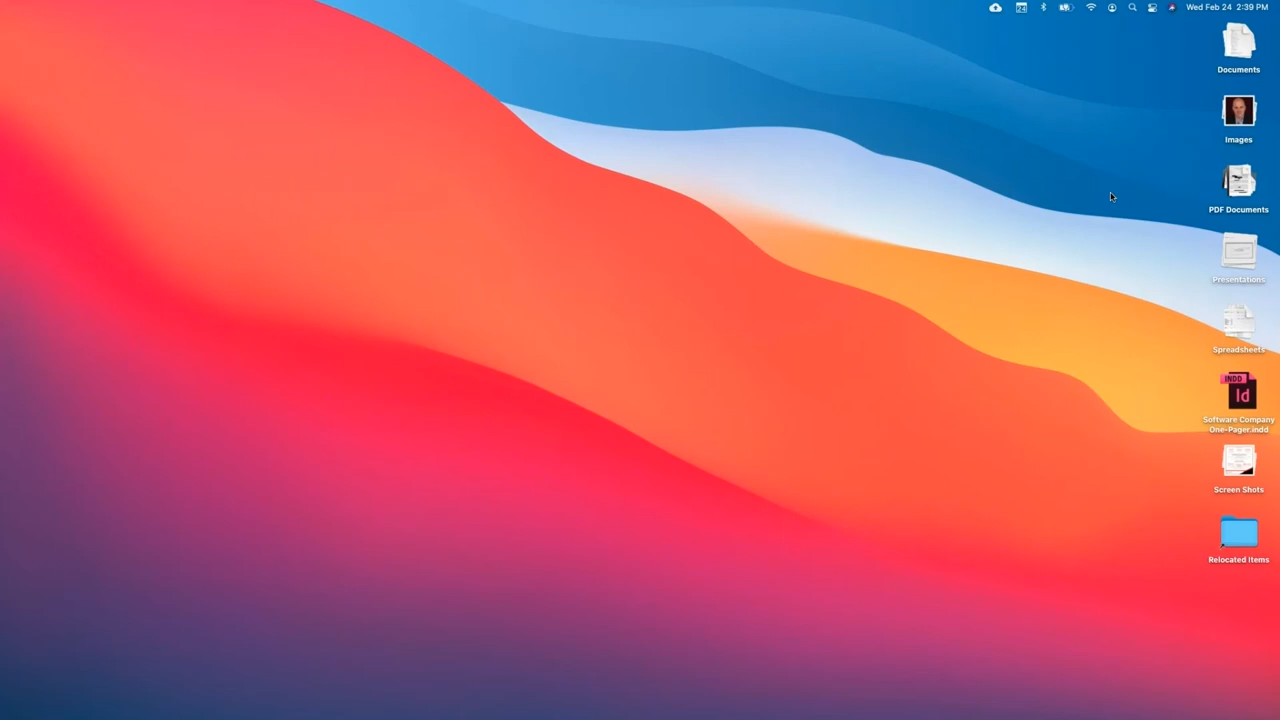 24
Wed Feb 24 2:39 PM
Documents
Images
PDF Documents
Presentations
Spreadsheets
INDD
Id
Software Company
One-Pager.indd
Screen Shots
Relocated Items